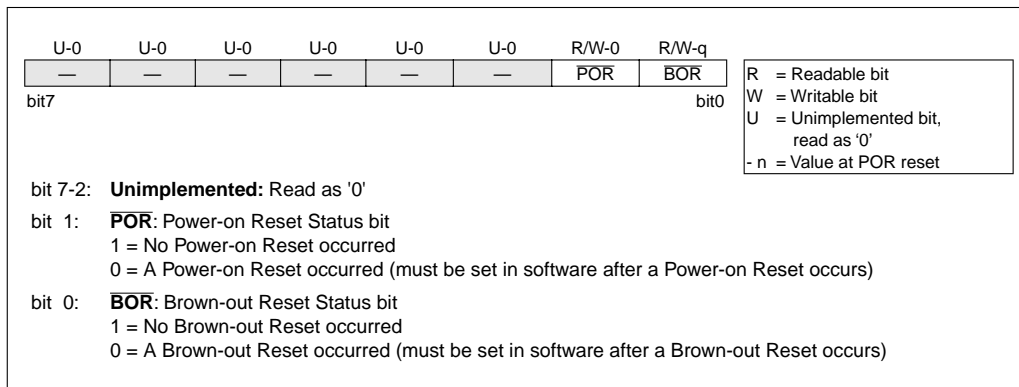 U-0 U-0 U-0 U-0 U-0 U-0 R/W-0 R/W-q
— — — — — — P̅O̅R̅ B̅O̅R̅
bit7 bit0
R = Readable bit
W = Writable bit
U = Unimplemented bit,
read as ‘0’
- n = Value at POR reset
bit 7-2: Unimplemented: Read as '0'
bit 1: P̅O̅R̅: Power-on Reset Status bit
1 = No Power-on Reset occurred
0 = A Power-on Reset occurred (must be set in software after a Power-on Reset occurs)
bit 0: B̅O̅R̅: Brown-out Reset Status bit
1 = No Brown-out Reset occurred
0 = A Brown-out Reset occurred (must be set in software after a Brown-out Reset occurs)